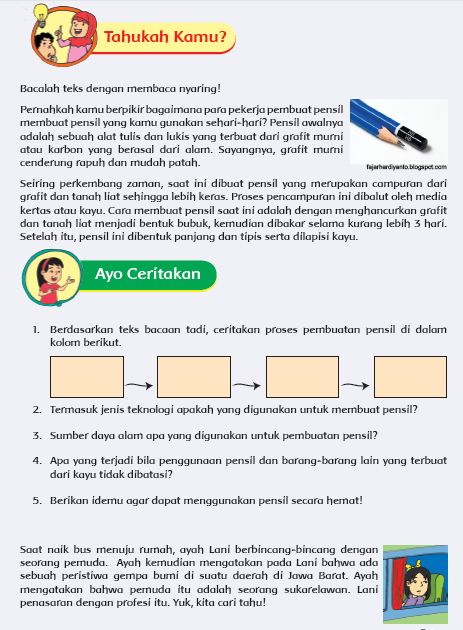 Tahukah Kamu?
Bacalah teks dengan membaca nyaring!
Pernahkah kamu berpikir bagaimana para pekerja pembuat pensil
membuat pensil yang kamu gunakan sehari-hari? Pensil awalnya
adalah sebuah alat tulis dan lukis yang terbuat dari grafit murni
atau karbon yang berasal dari alam. Sayangnya, grafit murni
cenderung rapuh dan mudah patah.
fajarhardiyanto.blogspot.com
Seiring perkembang zaman, saat ini dibuat pensil yang merupakan campuran dari
grafit dan tanah liat sehingga lebih keras. Proses pencampuran ini dibalut oleh media
kertas atau kayu. Cara membuat pensil saat ini adalah dengan menghancurkan grafit
dan tanah liat menjadi bentuk bubuk, kemudian dibakar selama kurang lebih 3 hari.
Setelah itu, pensil ini dibentuk panjang dan tipis serta dilapisi kayu.
Ayo Ceritakan
1. Berdasarkan teks bacaan tadi, ceritakan proses pembuatan pensil di dalam
kolom berikut.
2. Termasuk jenis teknologi apakah yang digunakan untuk membuat pensil?
3. Sumber daya alam apa yang digunakan untuk pembuatan pensil?
4. Apa yang terjadi bila penggunaan pensil dan barang-barang lain yang terbuat
dari kayu tidak dibatasi?
5. Berikan idemu agar dapat menggunakan pensil secara hemat!
Saat naik bus menuju rumah, ayah Lani berbincang-bincang dengan
seorang pemuda. Ayah kemudian mengatakan pada Lani bahwa ada
sebuah peristiwa gempa bumi di suatu daerah di Jawa Barat. Ayah
mengatakan bahwa pemuda itu adalah seorang sukarelawan. Lani
penasaran dengan profesi itu. Yuk, kita cari tahu!